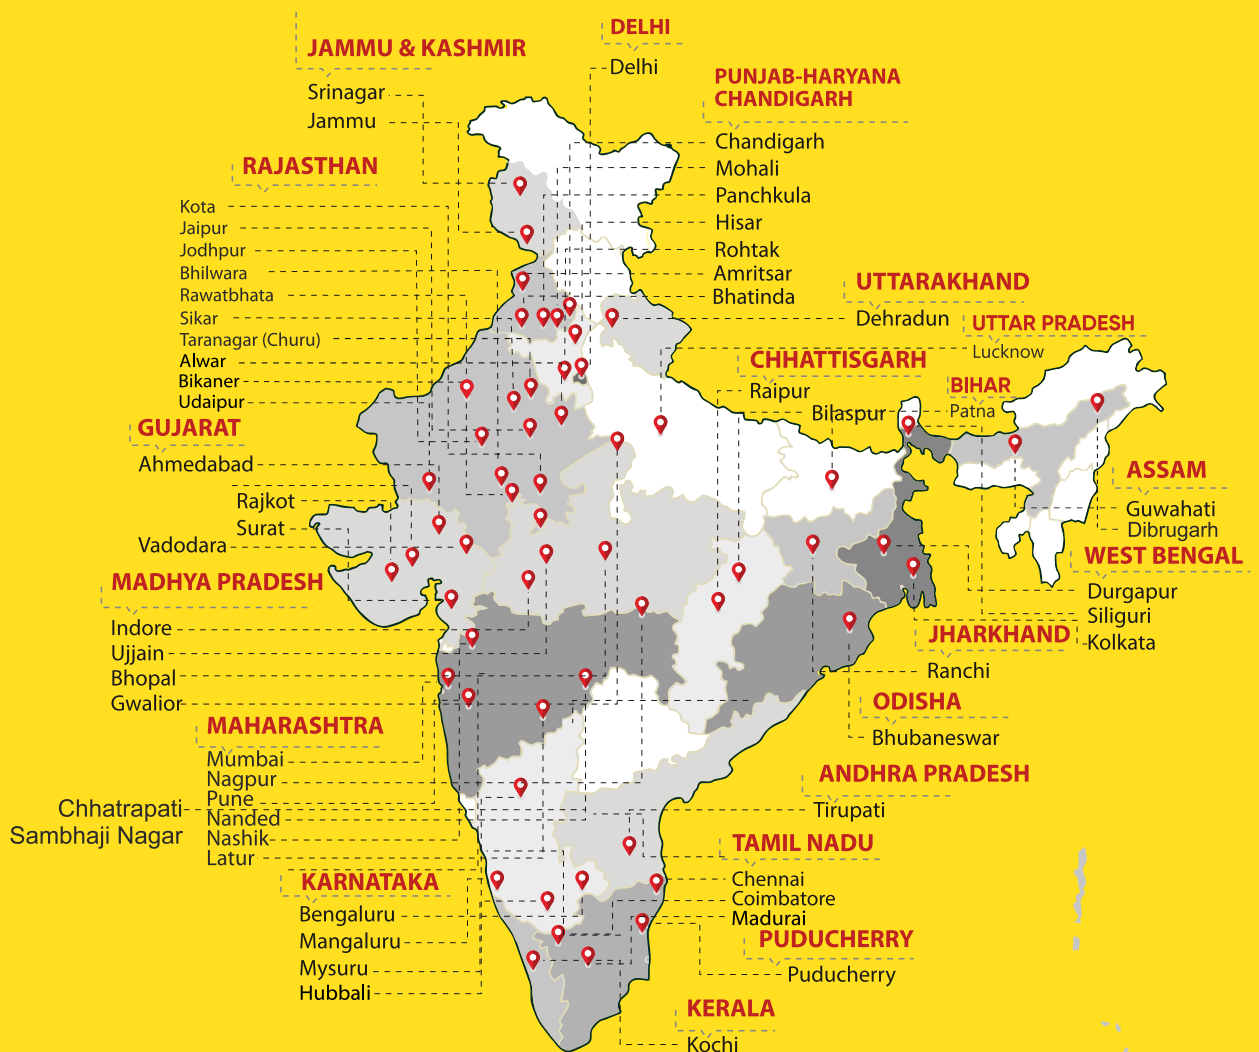 DELHI
Delhi
JAMMU & KASHMIR
Srinagar
Jammu
PUNJAB-HARYANA
CHANDIGARH
Chandigarh
Mohali
Panchkula
Hisar
Rohtak
Amritsar
Bhatinda
RAJASTHAN
Kota
Jaipur
Jodhpur
Bhilwara
Rawatbhata
Sikar
Taranagar (Churu)
Alwar
Bikaner
Udaipur
UTTARAKHAND
Dehradun
UTTAR PRADESH
Lucknow
CHHATTISGARH
Raipur
Bilaspur
BIHAR
Patna
GUJARAT
Ahmedabad
Rajkot
Surat
Vadodara
ASSAM
Guwahati
Dibrugarh
WEST BENGAL
Durgapur
Siliguri
Kolkata
MADHYA PRADESH
Indore
Ujjain
Bhopal
Gwalior
JHARKHAND
Ranchi
ODISHA
Bhubaneswar
MAHARASHTRA
Mumbai
Nagpur
Pune
Chhatrapati
Sambhaji Nagar
Nanded
Nashik
Latur
ANDHRA PRADESH
Tirupati
TAMIL NADU
Chennai
Coimbatore
Madurai
KARNATAKA
Bengaluru
Mangaluru
Mysuru
Hubbali
PUDUCHERRY
Puducherry
KERALA
Kochi